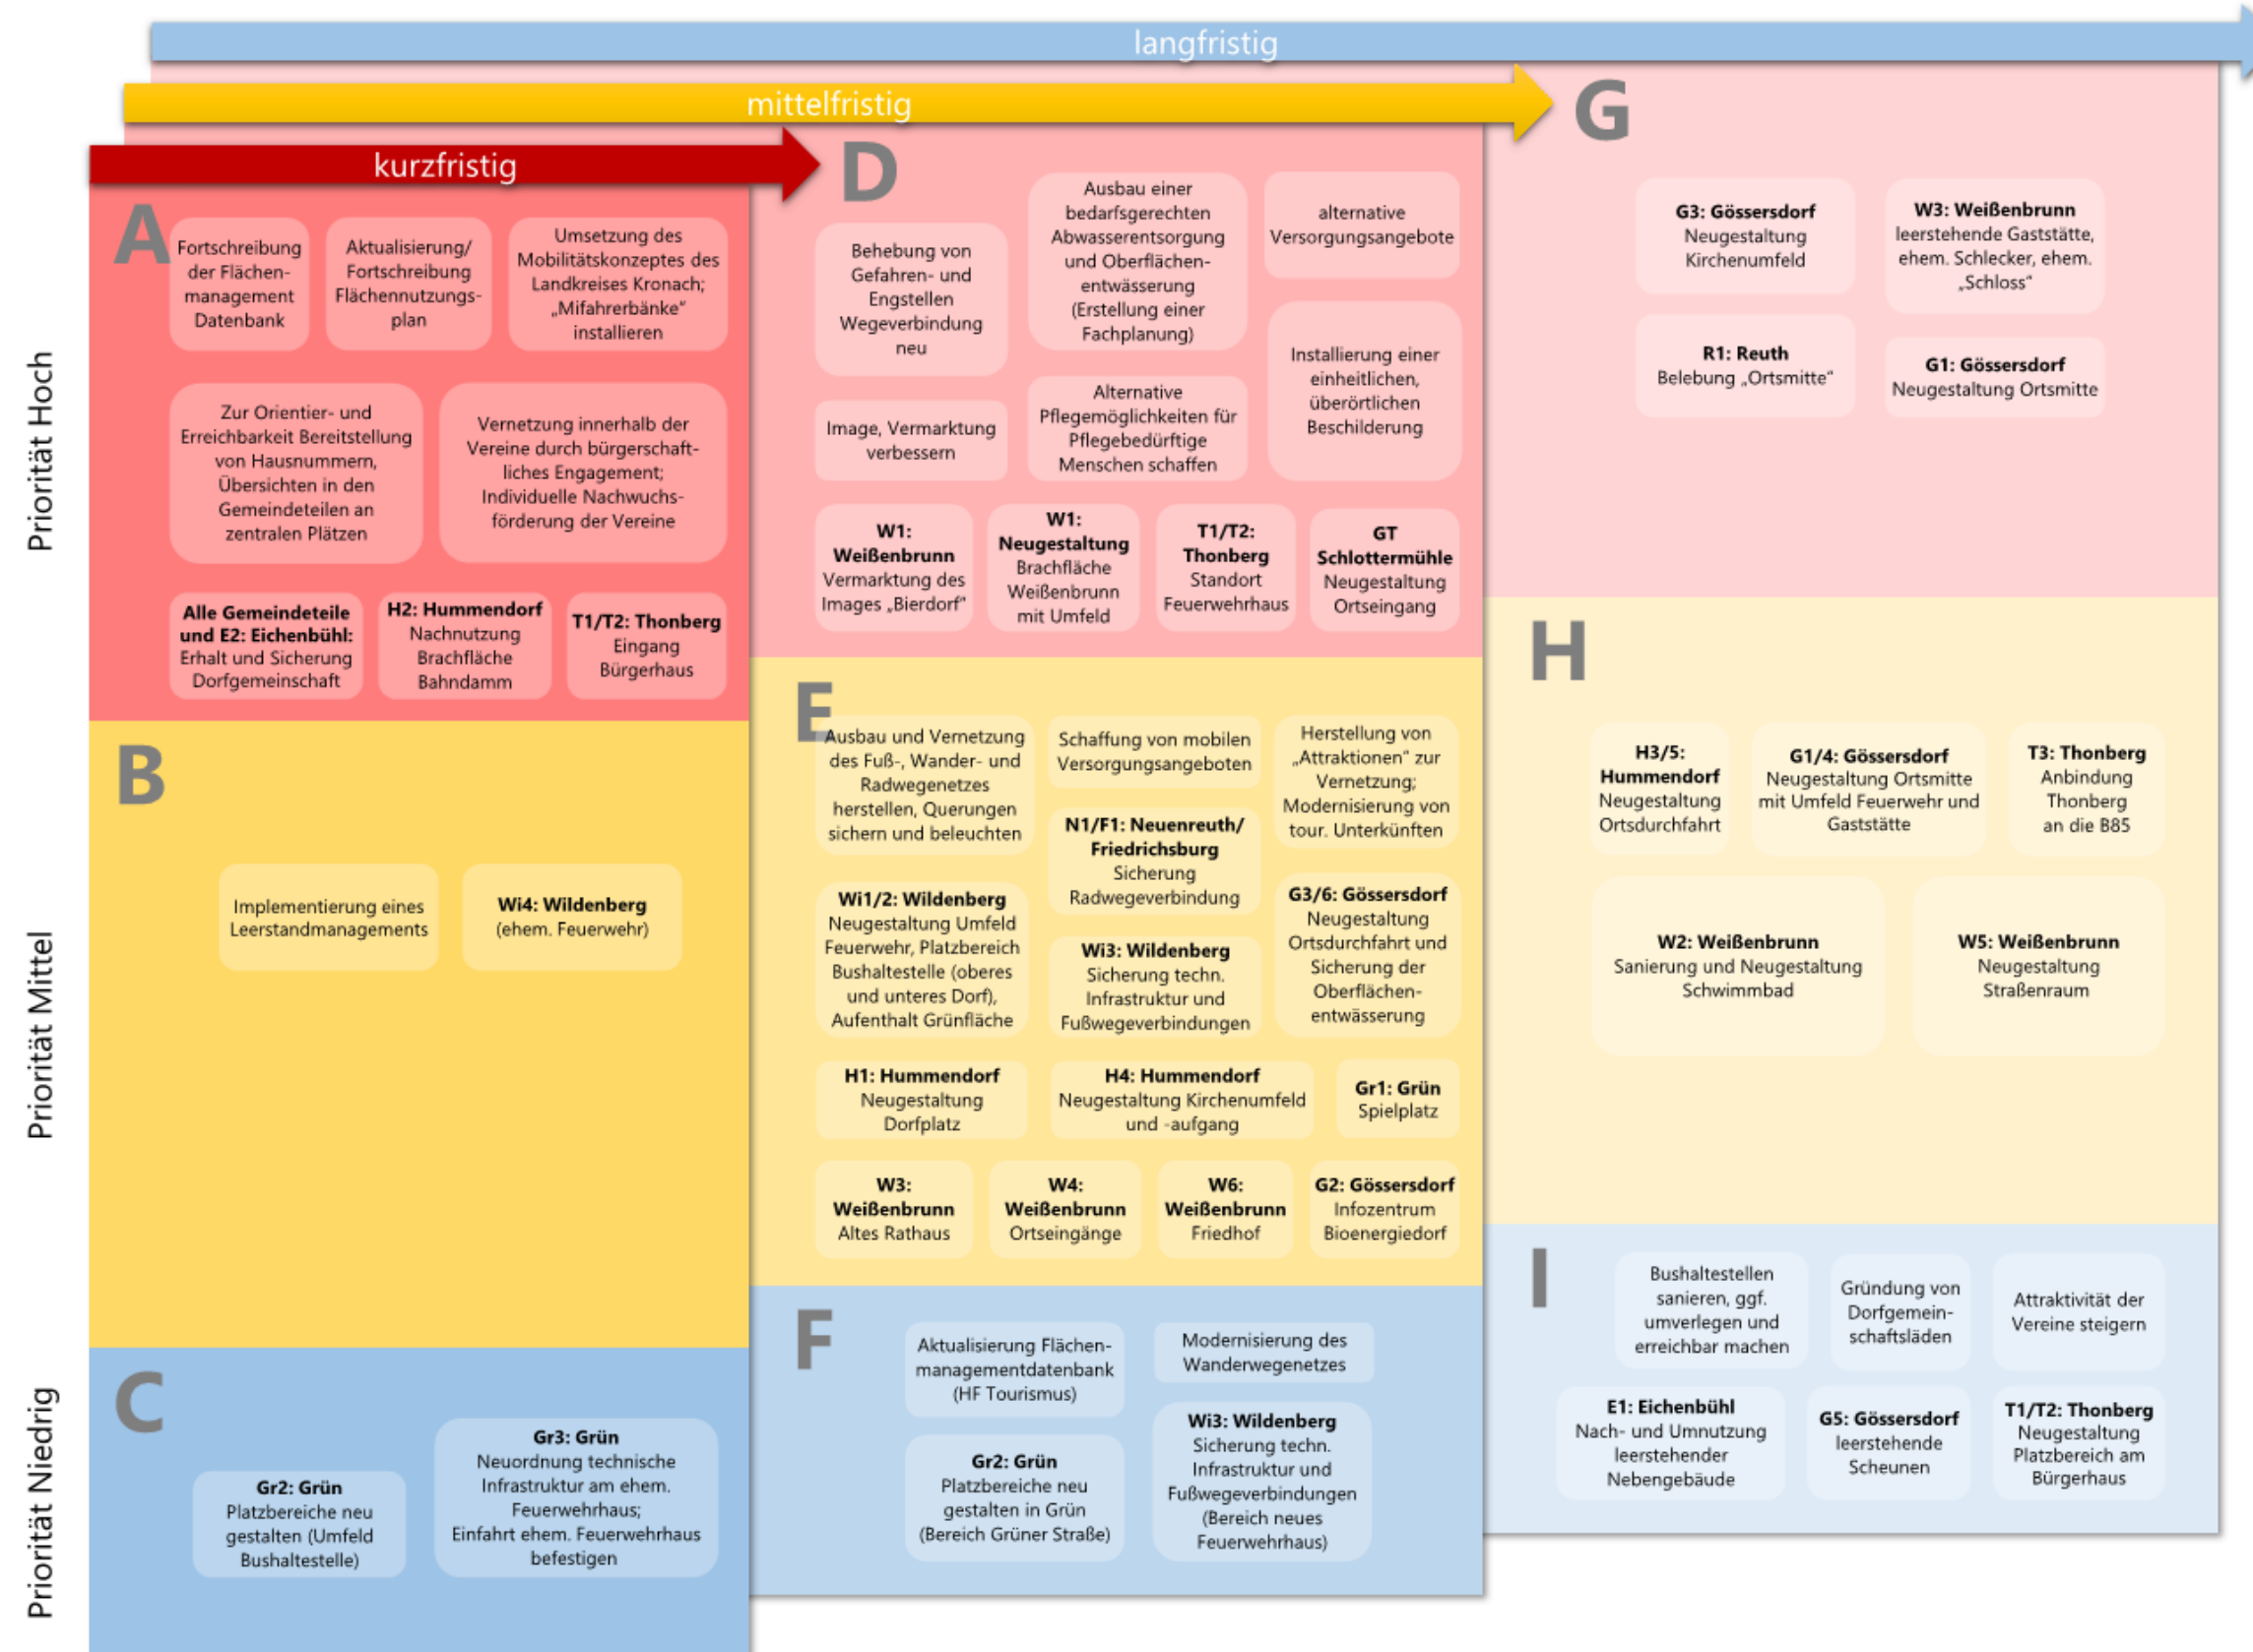 langfristig
mittelfristig
kurzfristig
Priorität Hoch
A
Fortschreibung
der Flächen-
management
Datenbank
Aktualisierung/
Fortschreibung
Flächennutzungs-
plan
Umsetzung des
Mobilitätskonzeptes des
Landkreises Kronach;
„Mifahrerbänke“
installieren
Zur Orientier- und
Erreichbarkeit Bereitstellung
von Hausnummern,
Übersichten in den
Gemeindeteilen an
zentralen Plätzen
Vernetzung innerhalb der
Vereine durch bürgerschaft-
liches Engagement;
Individuelle Nachwuchs-
förderung der Vereine
Alle Gemeindeteile
und E2: Eichenbühl:
Erhalt und Sicherung
Dorfgemeinschaft
H2: Hummendorf
Nachnutzung
Brachfläche
Bahndamm
T1/T2: Thonberg
Eingang
Bürgerhaus
D
Behebung von
Gefahren- und
Engstellen
Wegeverbindung
neu
Ausbau einer
bedarfsgerechten
Abwasserentsorgung
und Oberflächen-
entwässerung
(Erstellung einer
Fachplanung)
alternative
Versorgungsangebote
Image, Vermarktung
verbessern
Alternative
Pflegemöglichkeiten für
Pflegebedürftige
Menschen schaffen
Installierung einer
einheitlichen,
überörtlichen
Beschilderung
W1:
Weißenbrunn
Vermarktung des
Images „Bierdorf“
W1:
Neugestaltung
Brachfläche
Weißenbrunn
mit Umfeld
T1/T2:
Thonberg
Standort
Feuerwehrhaus
GT
Schlottermühle
Neugestaltung
Ortseingang
G
G3: Gössersdorf
Neugestaltung
Kirchenumfeld
W3: Weißenbrunn
leerstehende Gaststätte,
ehem. Schlecker, ehem.
„Schloss“
R1: Reuth
Belebung „Ortsmitte“
G1: Gössersdorf
Neugestaltung Ortsmitte
Priorität Mittel
B
Implementierung eines
Leerstandmanagements
Wi4: Wildenberg
(ehem. Feuerwehr)
E
Ausbau und Vernetzung
des Fuß-, Wander- und
Radwegenetzes
herstellen, Querungen
sichern und beleuchten
Schaffung von mobilen
Versorgungsangeboten
Herstellung von
„Attraktionen“ zur
Vernetzung;
Modernisierung von
tour. Unterkünften
N1/F1: Neuenreuth/
Friedrichsburg
Sicherung
Radwegeverbindung
Wi1/2: Wildenberg
Neugestaltung Umfeld
Feuerwehr, Platzbereich
Bushaltestelle (oberes
und unteres Dorf),
Aufenthalt Grünfläche
Wi3: Wildenberg
Sicherung techn.
Infrastruktur und
Fußwegeverbindungen
G3/6: Gössersdorf
Neugestaltung
Ortsdurchfahrt und
Sicherung der
Oberflächen-
entwässerung
H1: Hummendorf
Neugestaltung
Dorfplatz
H4: Hummendorf
Neugestaltung Kirchenumfeld
und -aufgang
Gr1: Grün
Spielplatz
W3:
Weißenbrunn
Altes Rathaus
W4:
Weißenbrunn
Ortseingänge
W6:
Weißenbrunn
Friedhof
G2: Gössersdorf
Infozentrum
Bioenergiedorf
H
H3/5:
Hummendorf
Neugestaltung
Ortsdurchfahrt
G1/4: Gössersdorf
Neugestaltung Ortsmitte
mit Umfeld Feuerwehr und
Gaststätte
T3: Thonberg
Anbindung
Thonberg
an die B85
W2: Weißenbrunn
Sanierung und Neugestaltung
Schwimmbad
W5: Weißenbrunn
Neugestaltung
Straßenraum
Priorität Niedrig
C
Gr2: Grün
Platzbereiche neu
gestalten (Umfeld
Bushaltestelle)
Gr3: Grün
Neuordnung technische
Infrastruktur am ehem.
Feuerwehrhaus;
Einfahrt ehem. Feuerwehrhaus
befestigen
F
Aktualisierung Flächen-
managementdatenbank
(HF Tourismus)
Modernisierung des
Wanderwegenetzes
Gr2: Grün
Platzbereiche neu
gestalten in Grün
(Bereich Grüner Straße)
Wi3: Wildenberg
Sicherung techn.
Infrastruktur und
Fußwegeverbindungen
(Bereich neues
Feuerwehrhaus)
I
Bushaltestellen
sanieren, ggf.
umverlegen und
erreichbar machen
Gründung von
Dorfgemein-
schaftsläden
Attraktivität der
Vereine steigern
E1: Eichenbühl
Nach- und Umnutzung
leerstehender
Nebengebäude
G5: Gössersdorf
leerstehende
Scheunen
T1/T2: Thonberg
Neugestaltung
Platzbereich am
Bürgerhaus